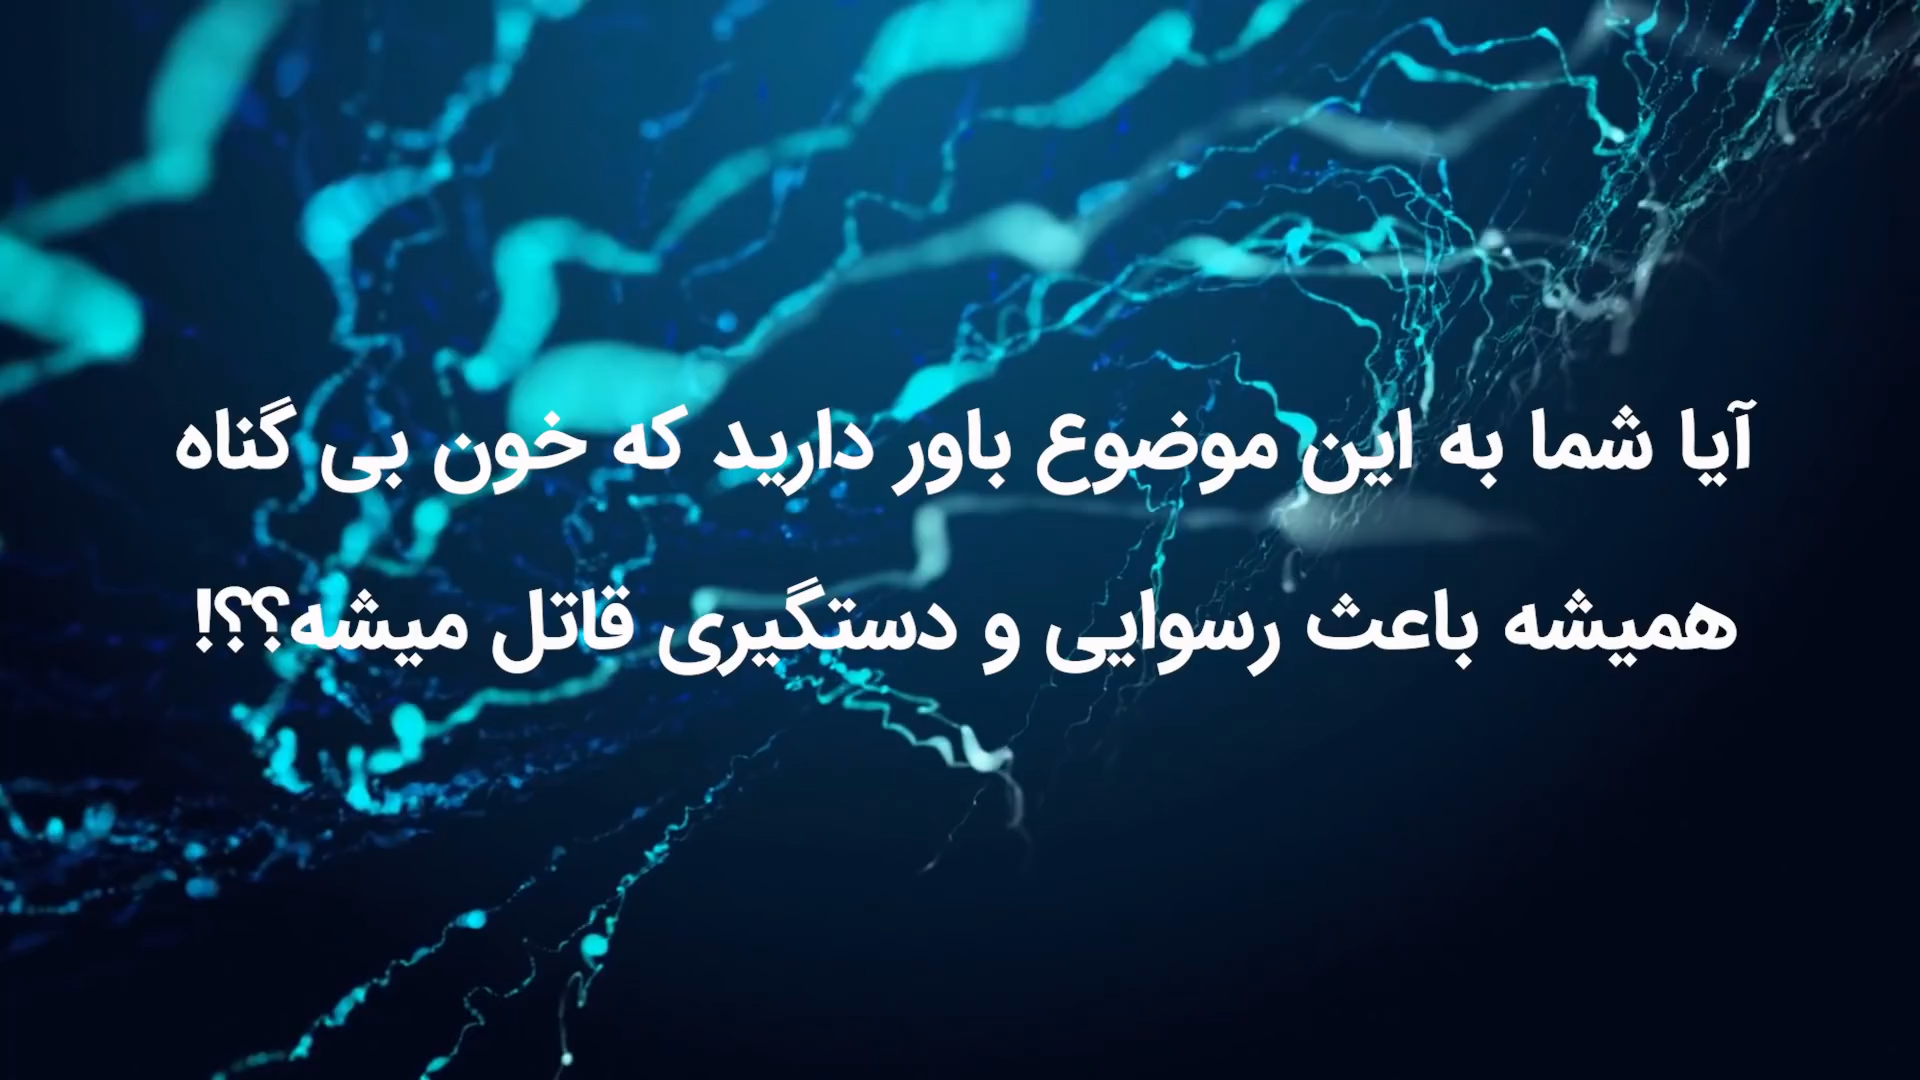 آیا شما به این موضوع باور دارید که خون بی گناه
همیشه باعث رسوایی و دستگیری قاتل میشه؟؟!